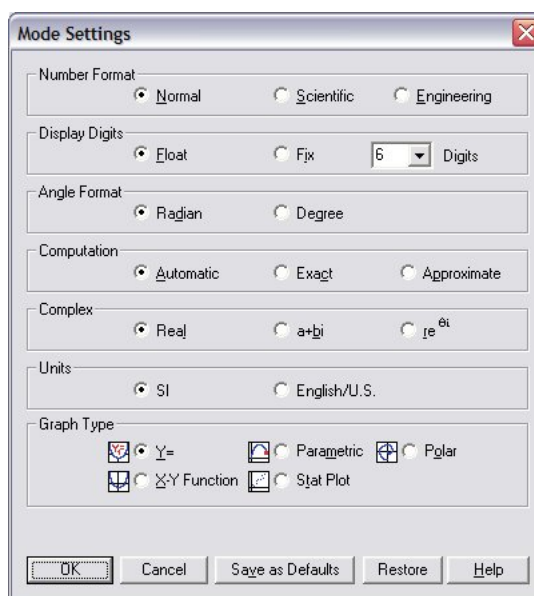 Mode Settings
Number Format
Normal Scientific Engineering
Display Digits
Float Fix 6 Digits
Angle Format
Radian Degree
Computation
Automatic Exact Approximate
Complex
Real a+bi re^θi
Units
SI English/U.S.
Graph Type
Y= Parametric Polar
X-Y Function Stat Plot
OK Cancel Save as Defaults Restore Help